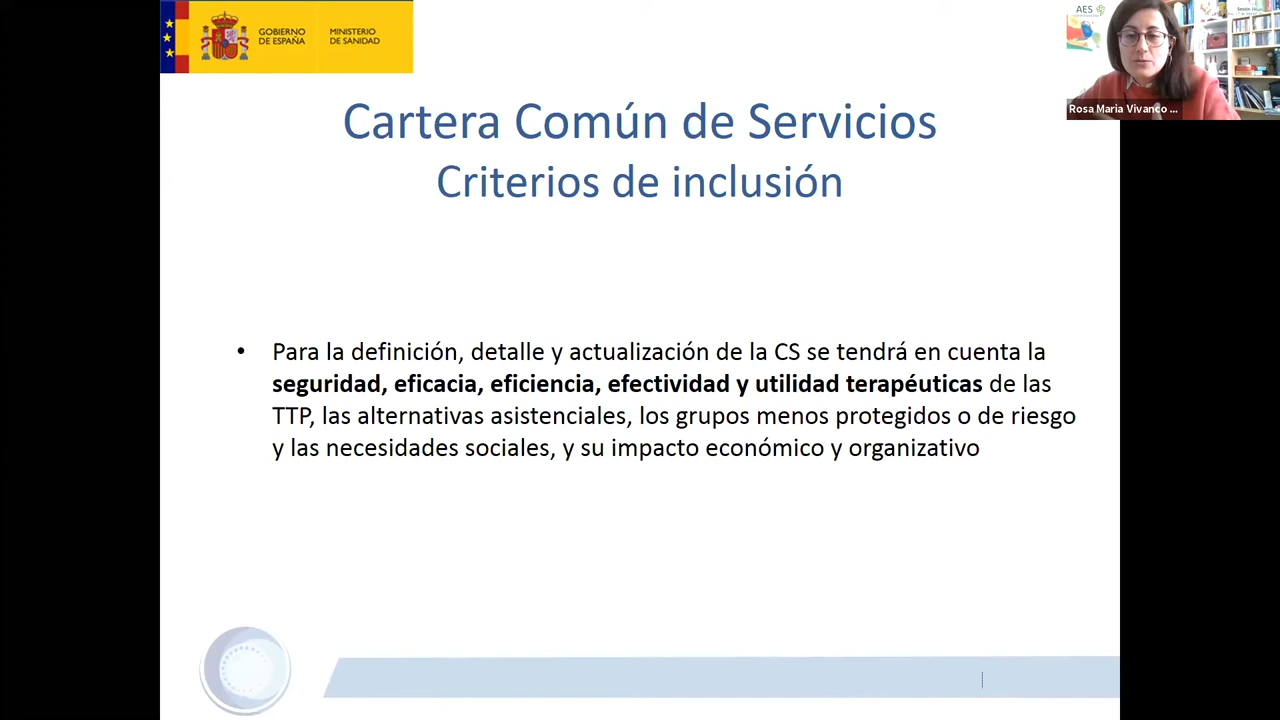 GOBIERNO
DE ESPAÑA
MINISTERIO
DE SANIDAD
AES
Rosa Maria Vivanco ...
Cartera Común de Servicios
Criterios de inclusión
• Para la definición, detalle y actualización de la CS se tendrá en cuenta la
seguridad, eficacia, eficiencia, efectividad y utilidad terapéuticas de las
TTP, las alternativas asistenciales, los grupos menos protegidos o de riesgo
y las necesidades sociales, y su impacto económico y organizativo